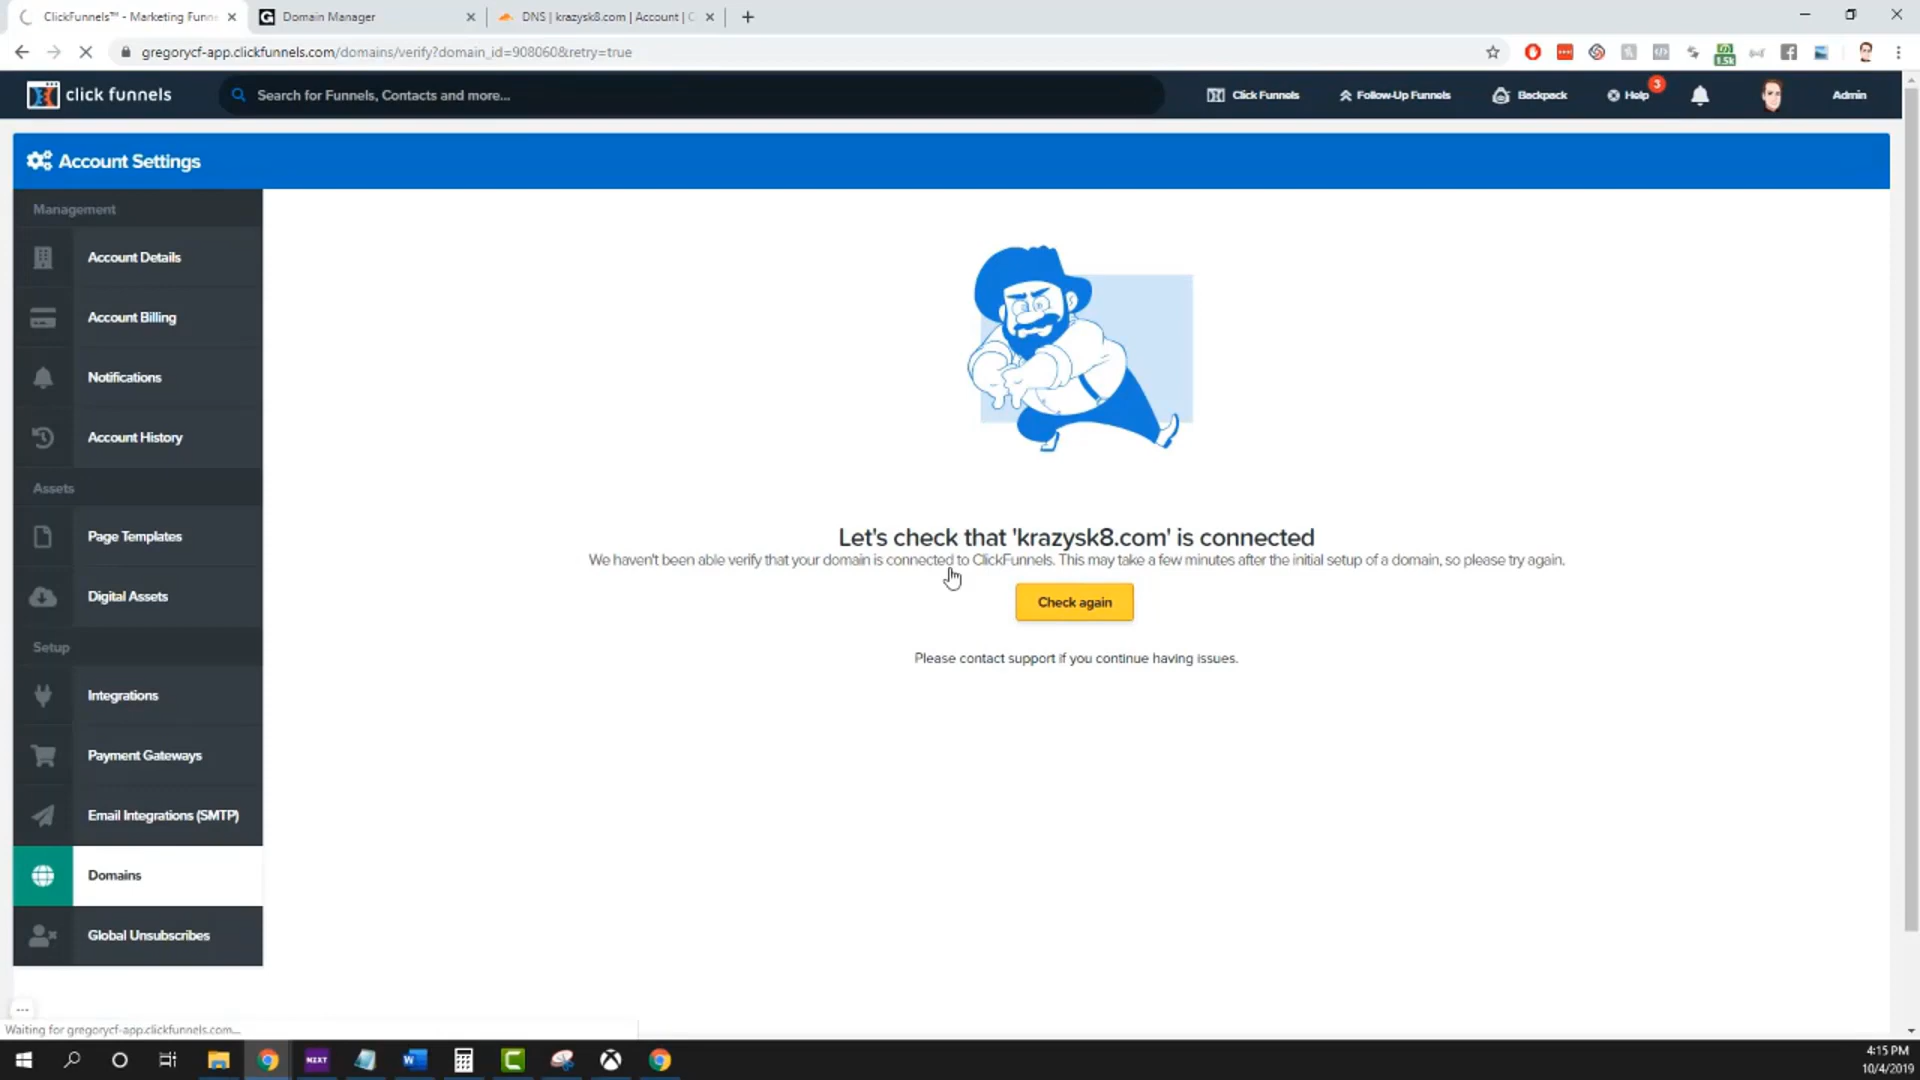 ClickFunnels™ - Marketing Funne
Domain Manager
DNS | krazysk8.com | Account | C
gregorycf-app.clickfunnels.com/domains/verify?domain_id=908060&retry=true
1.5k
click funnels
Search for Funnels, Contacts and more...
Click Funnels
Follow-Up Funnels
Backpack
Help
3
Admin
Account Settings
Management
Account Details
Account Billing
Notifications
Account History
Assets
Page Templates
Digital Assets
Setup
Integrations
Payment Gateways
Email Integrations (SMTP)
Domains
Global Unsubscribes
Let's check that 'krazysk8.com' is connected
We haven't been able verify that your domain is connected to ClickFunnels. This may take a few minutes after the initial setup of a domain, so please try again.
Check again
Please contact support if you continue having issues.
Waiting for gregorycf-app.clickfunnels.com...
NEXT
4:15 PM
10/4/2019